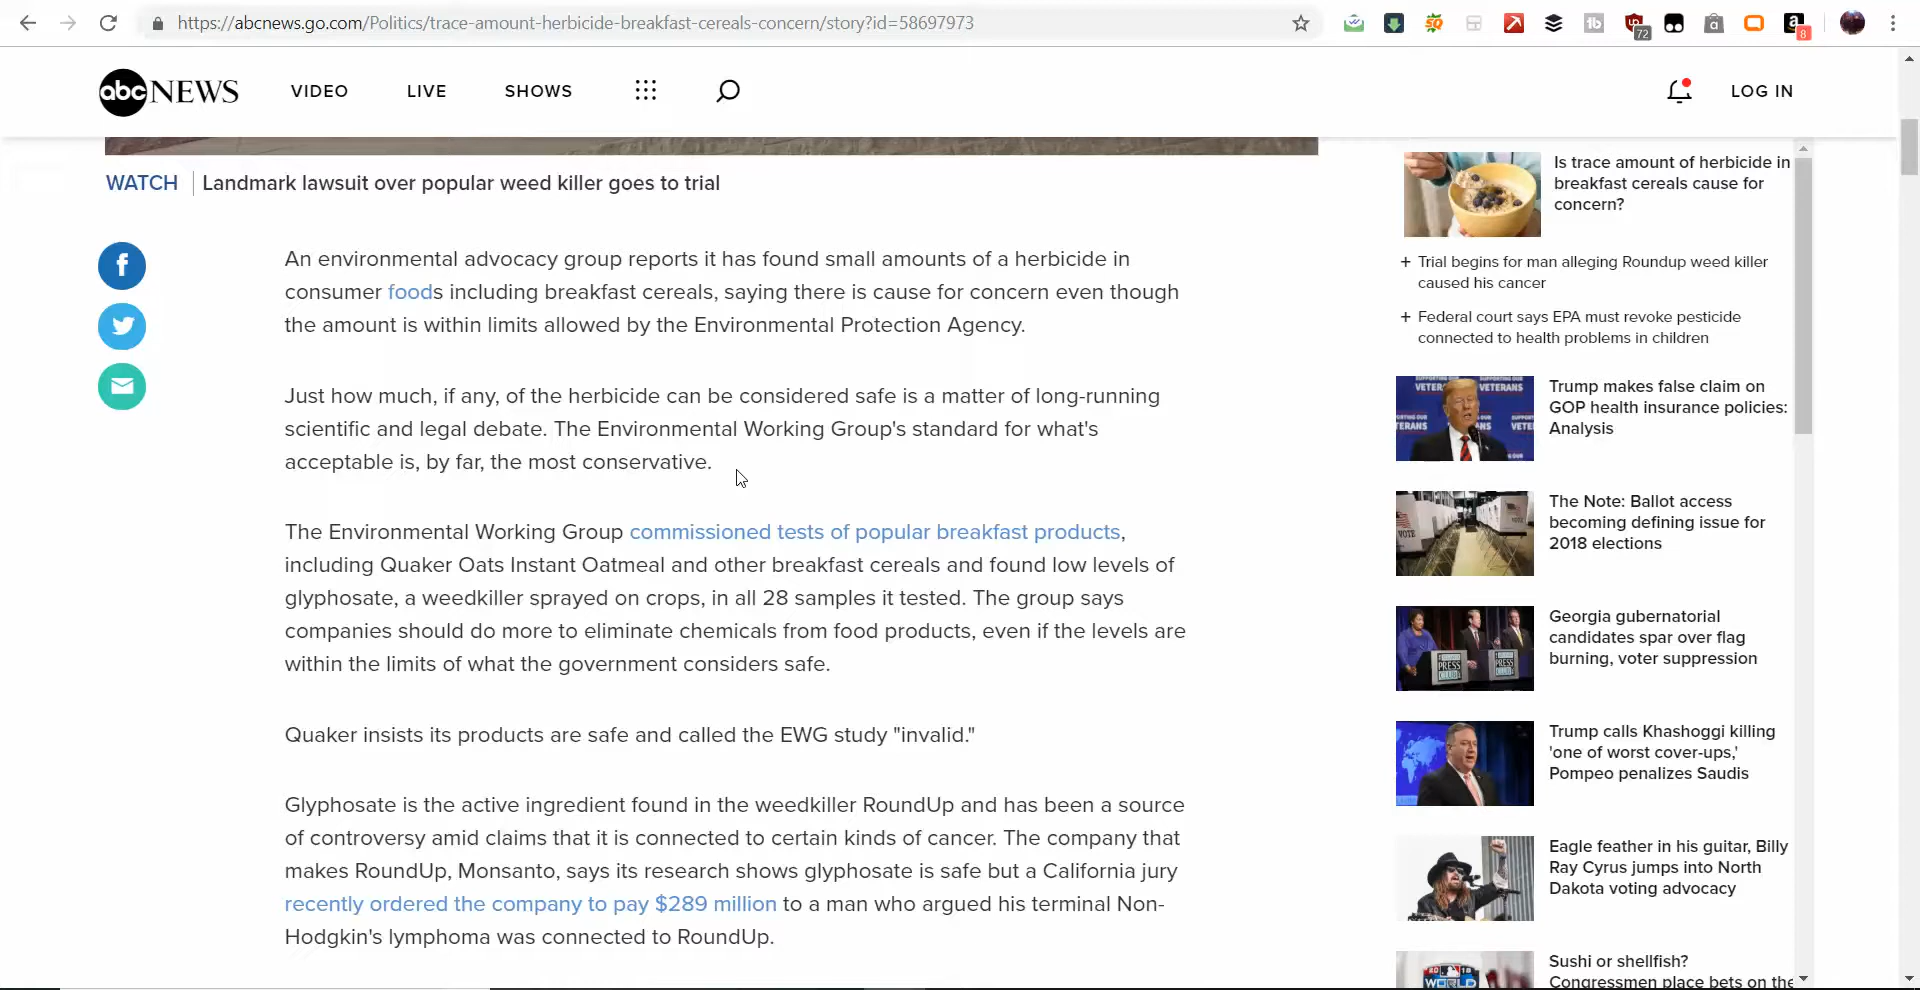 https://abcnews.go.com/Politics/trace-amount-herbicide-breakfast-cereals-concern/story?id=58697973
72
8
abc NEWS
VIDEO
LIVE
SHOWS
LOG IN
WATCH
Landmark lawsuit over popular weed killer goes to trial
An environmental advocacy group reports it has found small amounts of a herbicide in
consumer foods including breakfast cereals, saying there is cause for concern even though
the amount is within limits allowed by the Environmental Protection Agency.
Just how much, if any, of the herbicide can be considered safe is a matter of long-running
scientific and legal debate. The Environmental Working Group's standard for what's
acceptable is, by far, the most conservative.
The Environmental Working Group commissioned tests of popular breakfast products,
including Quaker Oats Instant Oatmeal and other breakfast cereals and found low levels of
glyphosate, a weedkiller sprayed on crops, in all 28 samples it tested. The group says
companies should do more to eliminate chemicals from food products, even if the levels are
within the limits of what the government considers safe.
Quaker insists its products are safe and called the EWG study "invalid."
Glyphosate is the active ingredient found in the weedkiller RoundUp and has been a source
of controversy amid claims that it is connected to certain kinds of cancer. The company that
makes RoundUp, Monsanto, says its research shows glyphosate is safe but a California jury
recently ordered the company to pay $289 million to a man who argued his terminal Non-
Hodgkin's lymphoma was connected to RoundUp.
Is trace amount of herbicide in
breakfast cereals cause for
concern?
+ Trial begins for man alleging Roundup weed killer
caused his cancer
+ Federal court says EPA must revoke pesticide
connected to health problems in children
Trump makes false claim on
GOP health insurance policies:
Analysis
The Note: Ballot access
becoming defining issue for
2018 elections
Georgia gubernatorial
candidates spar over flag
burning, voter suppression
Trump calls Khashoggi killing
'one of worst cover-ups,'
Pompeo penalizes Saudis
Eagle feather in his guitar, Billy
Ray Cyrus jumps into North
Dakota voting advocacy
Sushi or shellfish?
Congressmen place bets on the